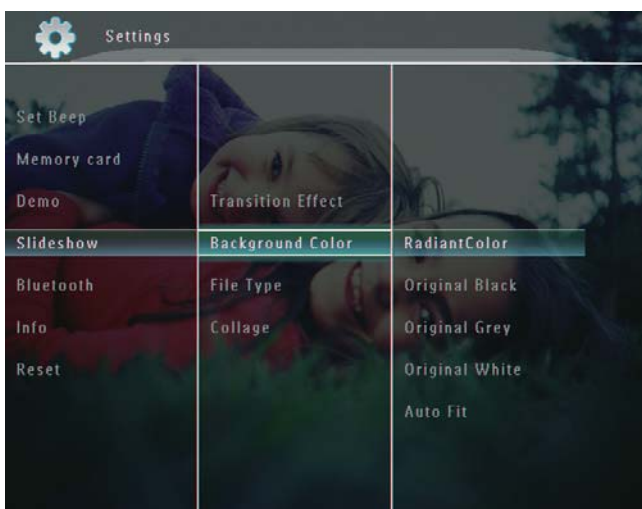 Settings
Set Beep
Memory card
Demo
Slideshow
Bluetooth
Info
Reset
Transition Effect
Background Color
File Type
Collage
RadiantColor
Original Black
Original Grey
Original White
Auto Fit